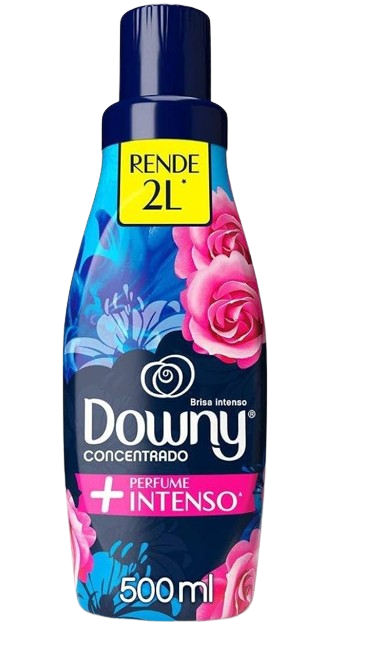 RENDE
2L*
Brisa intenso
Downy®
CONCENTRADO
+ PERFUME
INTENSO▲
500ml